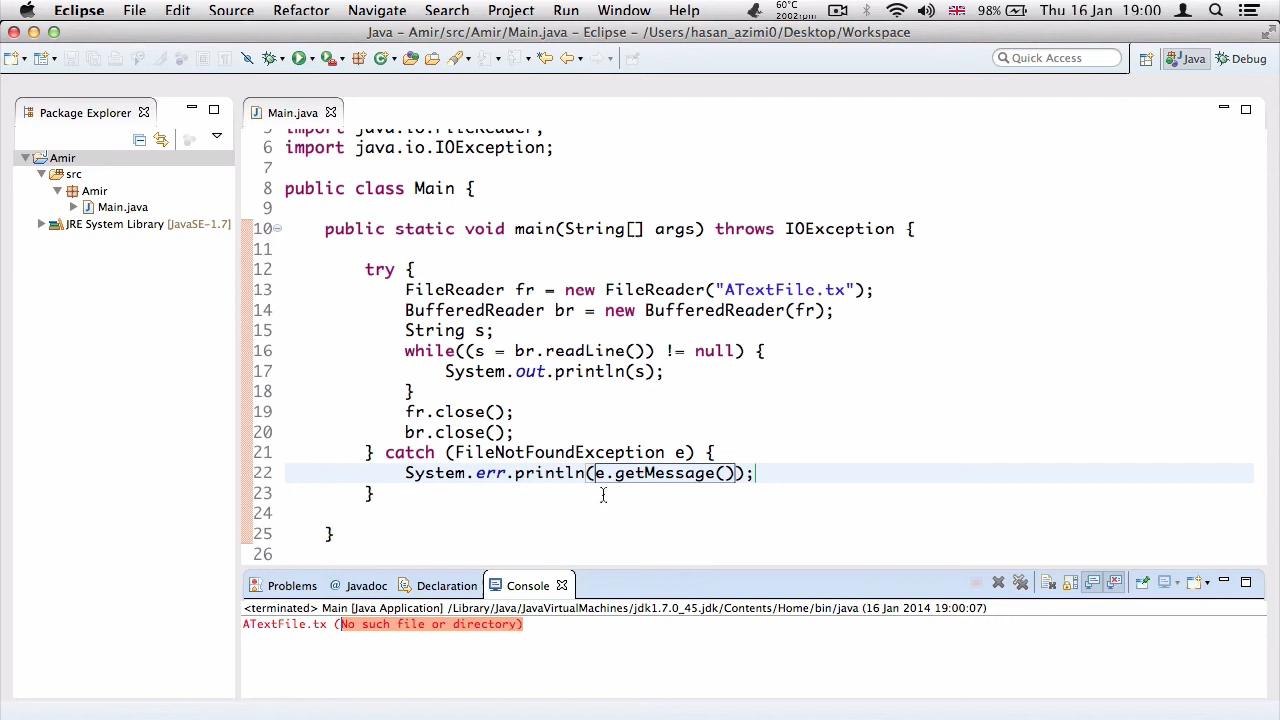 Eclipse File Edit Source Refactor Navigate Search Project Run Window Help 60°C 2002rpm 98% Thu 16 Jan 19:00
Java - Amir/src/Amir/Main.java - Eclipse - /Users/hasan_azimi0/Desktop/Workspace
Quick Access Java Debug
Package Explorer
Amir
src
Amir
Main.java
JRE System Library [JavaSE-1.7]
Main.java
5 import java.io.FileReader;
6 import java.io.IOException;
7
8 public class Main {
9
10 public static void main(String[] args) throws IOException {
11
12 try {
13 FileReader fr = new FileReader("ATextFile.tx");
14 BufferedReader br = new BufferedReader(fr);
15 String s;
16 while((s = br.readLine()) != null) {
17 System.out.println(s);
18 }
19 fr.close();
20 br.close();
21 } catch (FileNotFoundException e) {
22 System.err.println(e.getMessage());
23 }
24
25 }
26
Problems @ Javadoc Declaration Console
<terminated> Main [Java Application] /Library/Java/JavaVirtualMachines/jdk1.7.0_45.jdk/Contents/Home/bin/java (16 Jan 2014 19:00:07)
ATextFile.tx (No such file or directory)